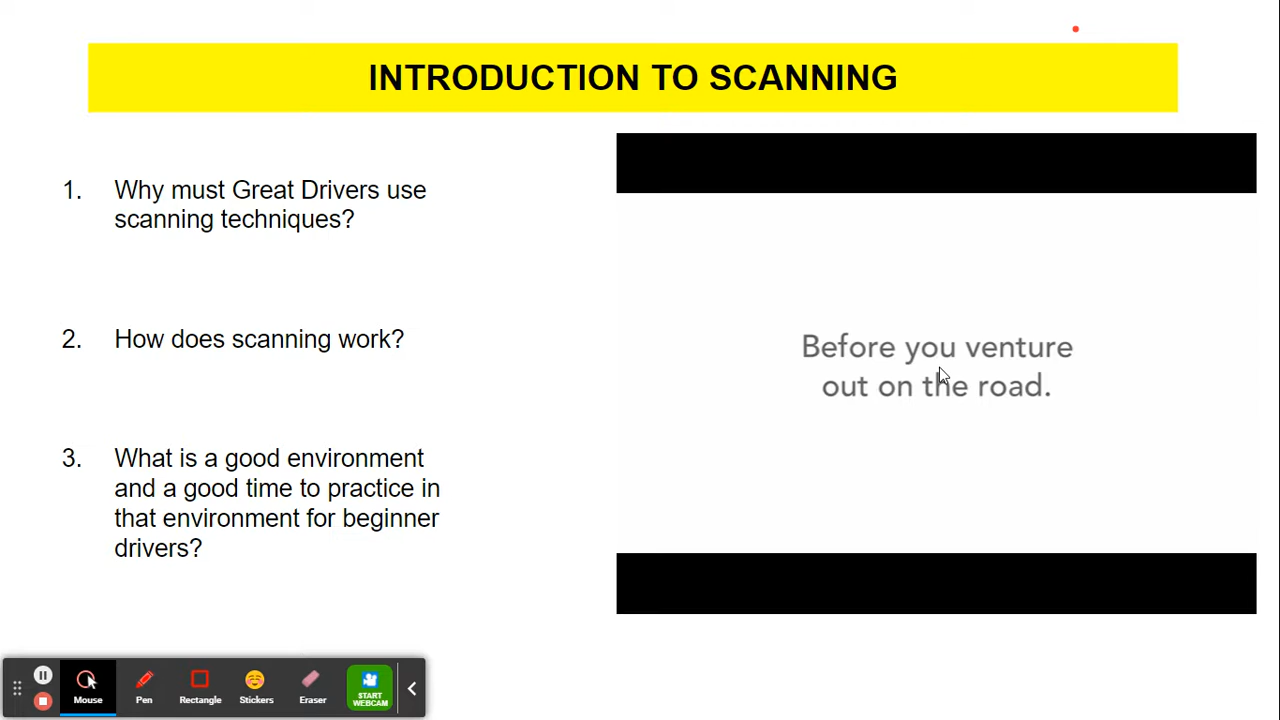 INTRODUCTION TO SCANNING
1. Why must Great Drivers use
scanning techniques?
2. How does scanning work?
3. What is a good environment
and a good time to practice in
that environment for beginner
drivers?
Before you venture
out on the road.
Mouse
Pen
Rectangle
Stickers
Eraser
START
WEBCAM